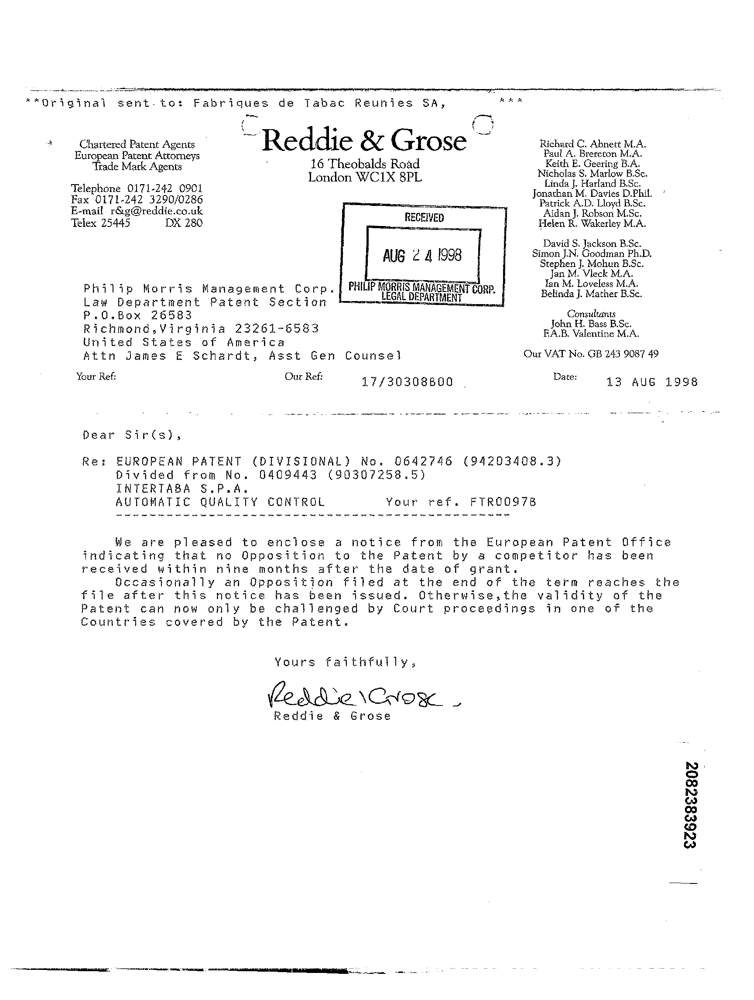 **Original sent to: Fabriques de Tabac Reunies SA, ***
Chartered Patent Agents
European Patent Attorneys
Trade Mark Agents
Telephone 0171-242 0901
Fax 0171-242 3290/0286
E-mail r&g@reddie.co.uk
Telex 25445 DX 280
Reddie & Grose
16 Theobalds Road
London WC1X 8PL
Richard C. Abnett M.A.
Paul A. Brereton M.A.
Keith E. Geering B.A.
Nicholas S. Marlow B.Sc.
Linda J. Harland B.Sc.
Jonathan M. Davies D.Phil.
Patrick A.D. Lloyd B.Sc.
Aidan J. Robson M.Sc.
Helen R. Wakerley M.A.
David S. Jackson B.Sc.
Simon J.N. Goodman Ph.D.
Stephen J. Mohun B.Sc.
Jan M. Vleck M.A.
Ian M. Loveless M.A.
Belinda J. Mather B.Sc.
Consultants
John H. Bass B.Sc.
F.A.B. Valentine M.A.
Our VAT No. GB 243 9087 49
RECEIVED
AUG 24 1998
PHILIP MORRIS MANAGEMENT CORP.
LEGAL DEPARTMENT
Philip Morris Management Corp.
Law Department Patent Section
P.O.Box 26583
Richmond,Virginia 23261-6583
United States of America
Attn James E Schardt, Asst Gen Counsel
Your Ref: Our Ref: 17/30308B00 Date: 13 AUG 1998
Dear Sir(s),
Re: EUROPEAN PATENT (DIVISIONAL) No. 0642746 (94203408.3)
Divided from No. 0409443 (90307258.5)
INTERTABA S.P.A.
AUTOMATIC QUALITY CONTROL Your ref. FTR0097B
We are pleased to enclose a notice from the European Patent Office
indicating that no Opposition to the Patent by a competitor has been
received within nine months after the date of grant.
Occasionally an Opposition filed at the end of the term reaches the
file after this notice has been issued. Otherwise,the validity of the
Patent can now only be challenged by Court proceedings in one of the
Countries covered by the Patent.
Yours faithfully,
Reddie & Grose
Reddie & Grose
2082383923